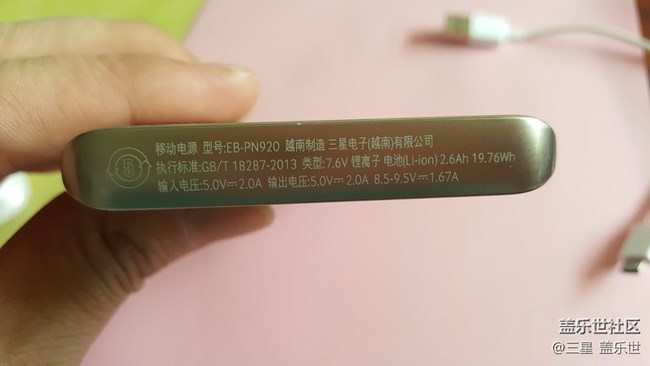 移动电源 型号:EB-PN920 越南制造 三星电子(越南)有限公司
执行标准:GB/T 18287-2013 类型:7.6V 锂离子 电池(Li-ion) 2.6Ah 19.76Wh
输入电压:5.0V⎓2.0A 输出电压:5.0V⎓2.0A 8.5-9.5V⎓1.67A
盖乐世社区
@三星 盖乐世